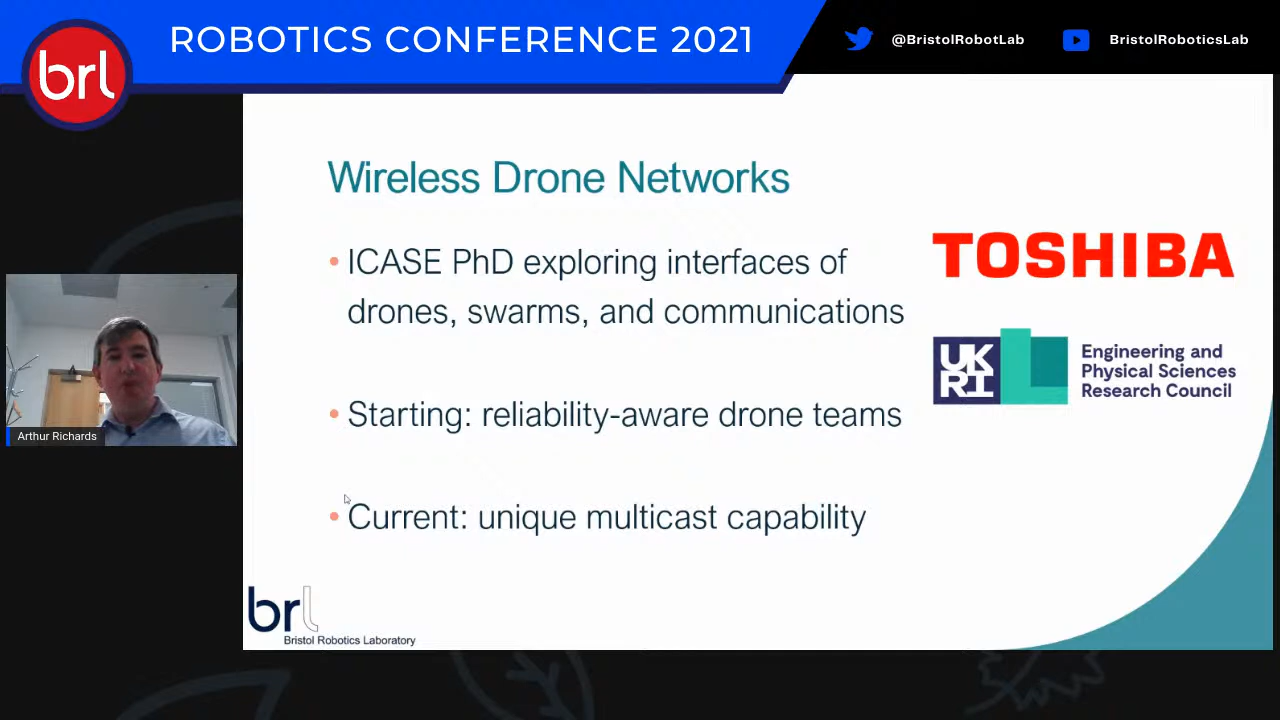 brl
ROBOTICS CONFERENCE 2021
@BristolRobotLab
BristolRoboticsLab
Wireless Drone Networks
• ICASE PhD exploring interfaces of
drones, swarms, and communications
• Starting: reliability-aware drone teams
• Current: unique multicast capability
TOSHIBA
UK
RI
Engineering and
Physical Sciences
Research Council
Arthur Richards
brl
Bristol Robotics Laboratory